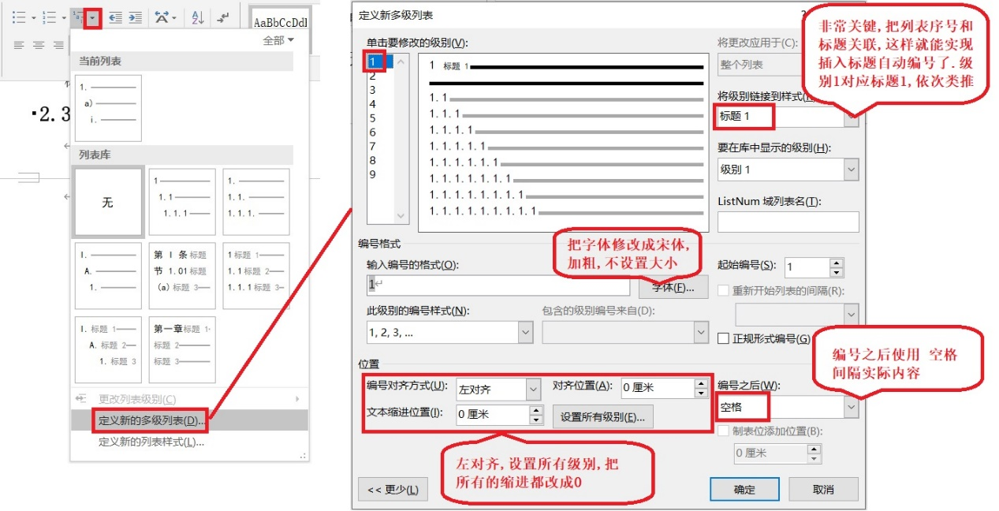 AaBbCcDdI
全部
当前列表
1.
a)
i.
2.3
列表库
无
1
1.1
1.1.1
1.
1.1.
1.1.1.
I.
A.
1.
第 I 条标题
节 1.01标题
(a)标题 3
1 标题 1
1.1 标题 2
1.1.1 标题 3
I. 标题 1
A. 标题 2
1. 标题 3
第一章标题 1
标题 2
标题 3
更改列表级别(C)
定义新的多级列表(D)...
定义新的列表样式(L)...
定义新多级列表
?
单击要修改的级别(V):
1
2
3
4
5
6
7
8
9
1 标题 1
1.1
1.1.1
1.1.1.1
1.1.1.1.1
1.1.1.1.1.1
1.1.1.1.1.1.1
1.1.1.1.1.1.1.1
1.1.1.1.1.1.1.1.1
将更改应用于(C):
整个列表
将级别链接到样式
标题 1
要在库中显示的级别(H):
级别 1
ListNum 域列表名(T):
非常关键,把列表序号和
标题关联,这样就能实现
插入标题自动编号了.级
别1对应标题1,依次类推
编号格式
输入编号的格式(O):
1
字体(F)...
把字体修改成宋体,
加粗,不设置大小
起始编号(S):
1
重新开始列表的间隔(R):
此级别的编号样式(N):
1, 2, 3, ...
包含的级别编号来自(D):
正规形式编号(G)
位置
编号对齐方式(U):
左对齐
对齐位置(A):
0 厘米
文本缩进位置(I):
0 厘米
设置所有级别(E)...
编号之后(W):
空格
制表位添加位置(B):
0 厘米
编号之后使用 空格
间隔实际内容
左对齐,设置所有级别,把
所有的缩进都改成0
<< 更少(L)
确定
取消